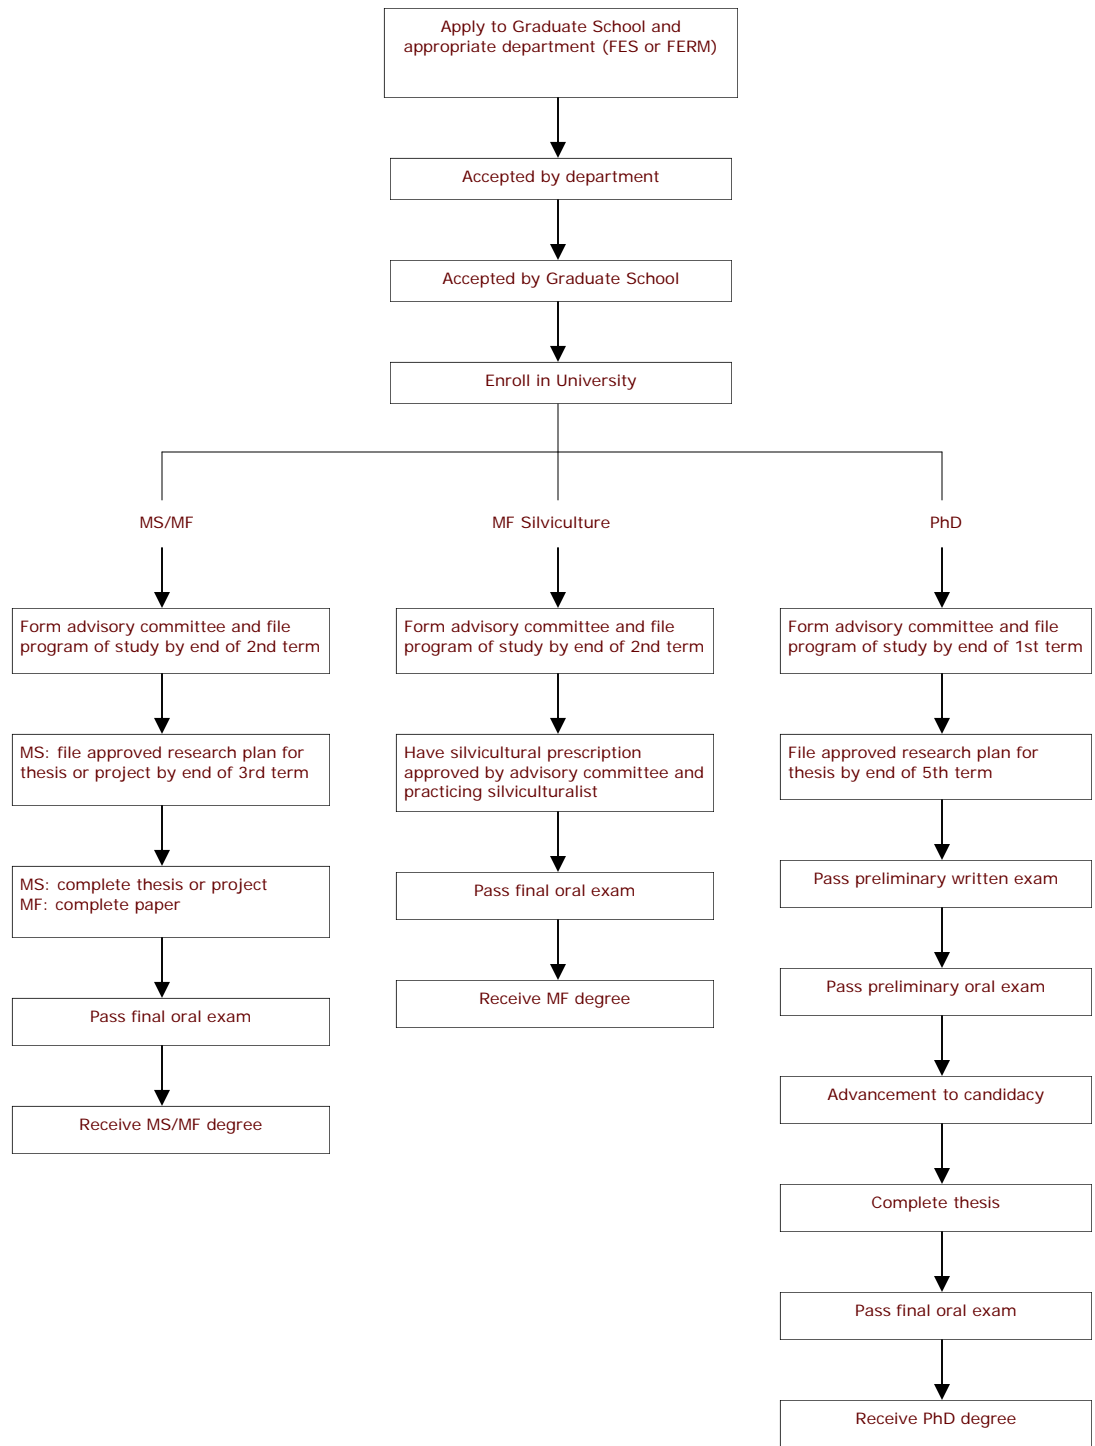 Apply to Graduate School and
appropriate department (FES or FERM)
Accepted by department
Accepted by Graduate School
Enroll in University
MS/MF
Form advisory committee and file
program of study by end of 2nd term
MS: file approved research plan for
thesis or project by end of 3rd term
MS: complete thesis or project
MF: complete paper
Pass final oral exam
Receive MS/MF degree
MF Silviculture
Form advisory committee and file
program of study by end of 2nd term
Have silvicultural prescription
approved by advisory committee and
practicing silviculturalist
Pass final oral exam
Receive MF degree
PhD
Form advisory committee and file
program of study by end of 1st term
File approved research plan for
thesis by end of 5th term
Pass preliminary written exam
Pass preliminary oral exam
Advancement to candidacy
Complete thesis
Pass final oral exam
Receive PhD degree